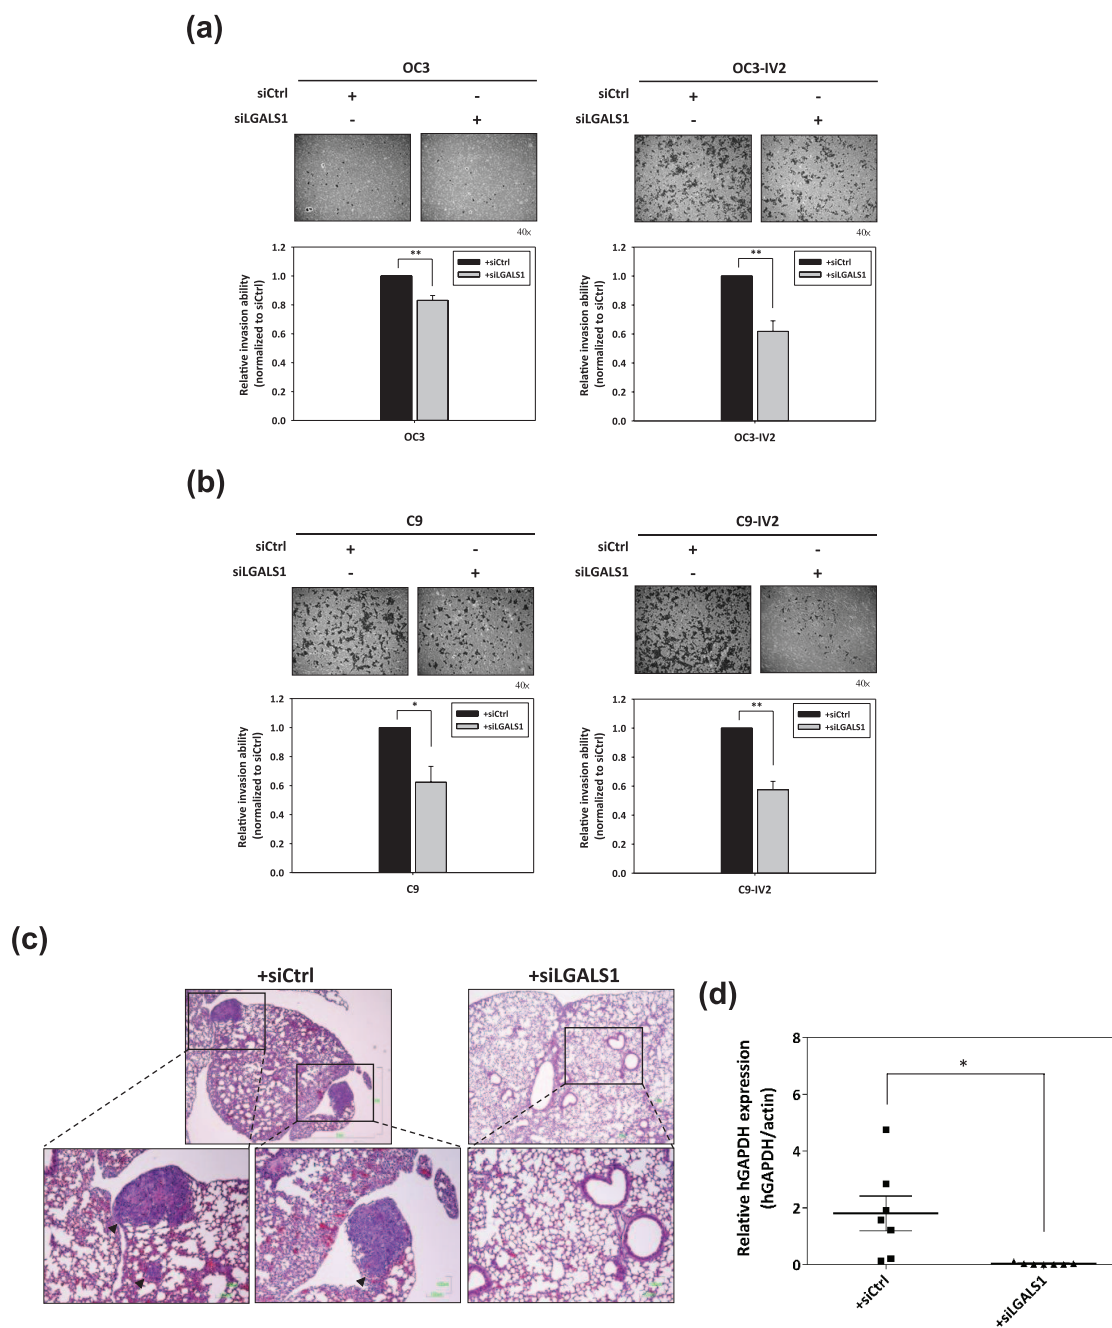 (a)
OC3
siCtrl + -
siLGALS1 - +
40x
Relative invasion ability
(normalized to siCtrl)
1.2
1.0
0.8
0.6
0.4
0.2
0.0
**
+siCtrl
+siLGALS1
OC3
OC3-IV2
siCtrl + -
siLGALS1 - +
40x
Relative invasion ability
(normalized to siCtrl)
1.2
1.0
0.8
0.6
0.4
0.2
0.0
**
+siCtrl
+siLGALS1
OC3-IV2
(b)
C9
siCtrl + -
siLGALS1 - +
40x
Relative invasion ability
(normalized to siCtrl)
1.2
1.0
0.8
0.6
0.4
0.2
0.0
*
+siCtrl
+siLGALS1
C9
C9-IV2
siCtrl + -
siLGALS1 - +
40x
Relative invasion ability
(normalized to siCtrl)
1.2
1.0
0.8
0.6
0.4
0.2
0.0
**
+siCtrl
+siLGALS1
C9-IV2
(c)
+siCtrl
+siLGALS1
(d)
Relative hGAPDH expression
(hGAPDH/actin)
8
6
4
2
0
*
+siCtrl
+siLGALS1